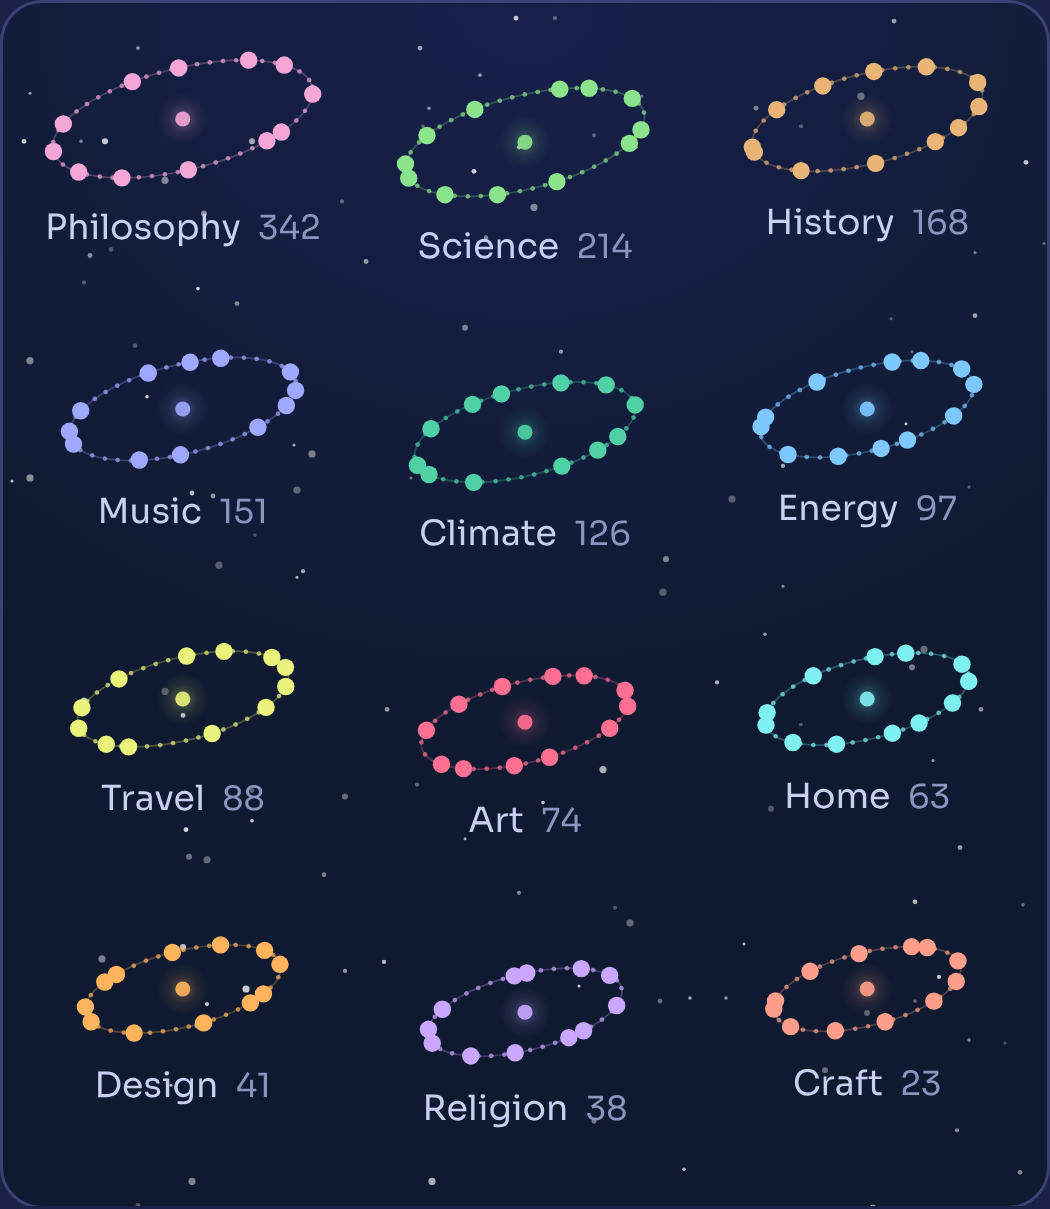 Philosophy 342
Science 214
History 168
Music 151
Climate 126
Energy 97
Travel 88
Art 74
Home 63
Design 41
Religion 38
Craft 23